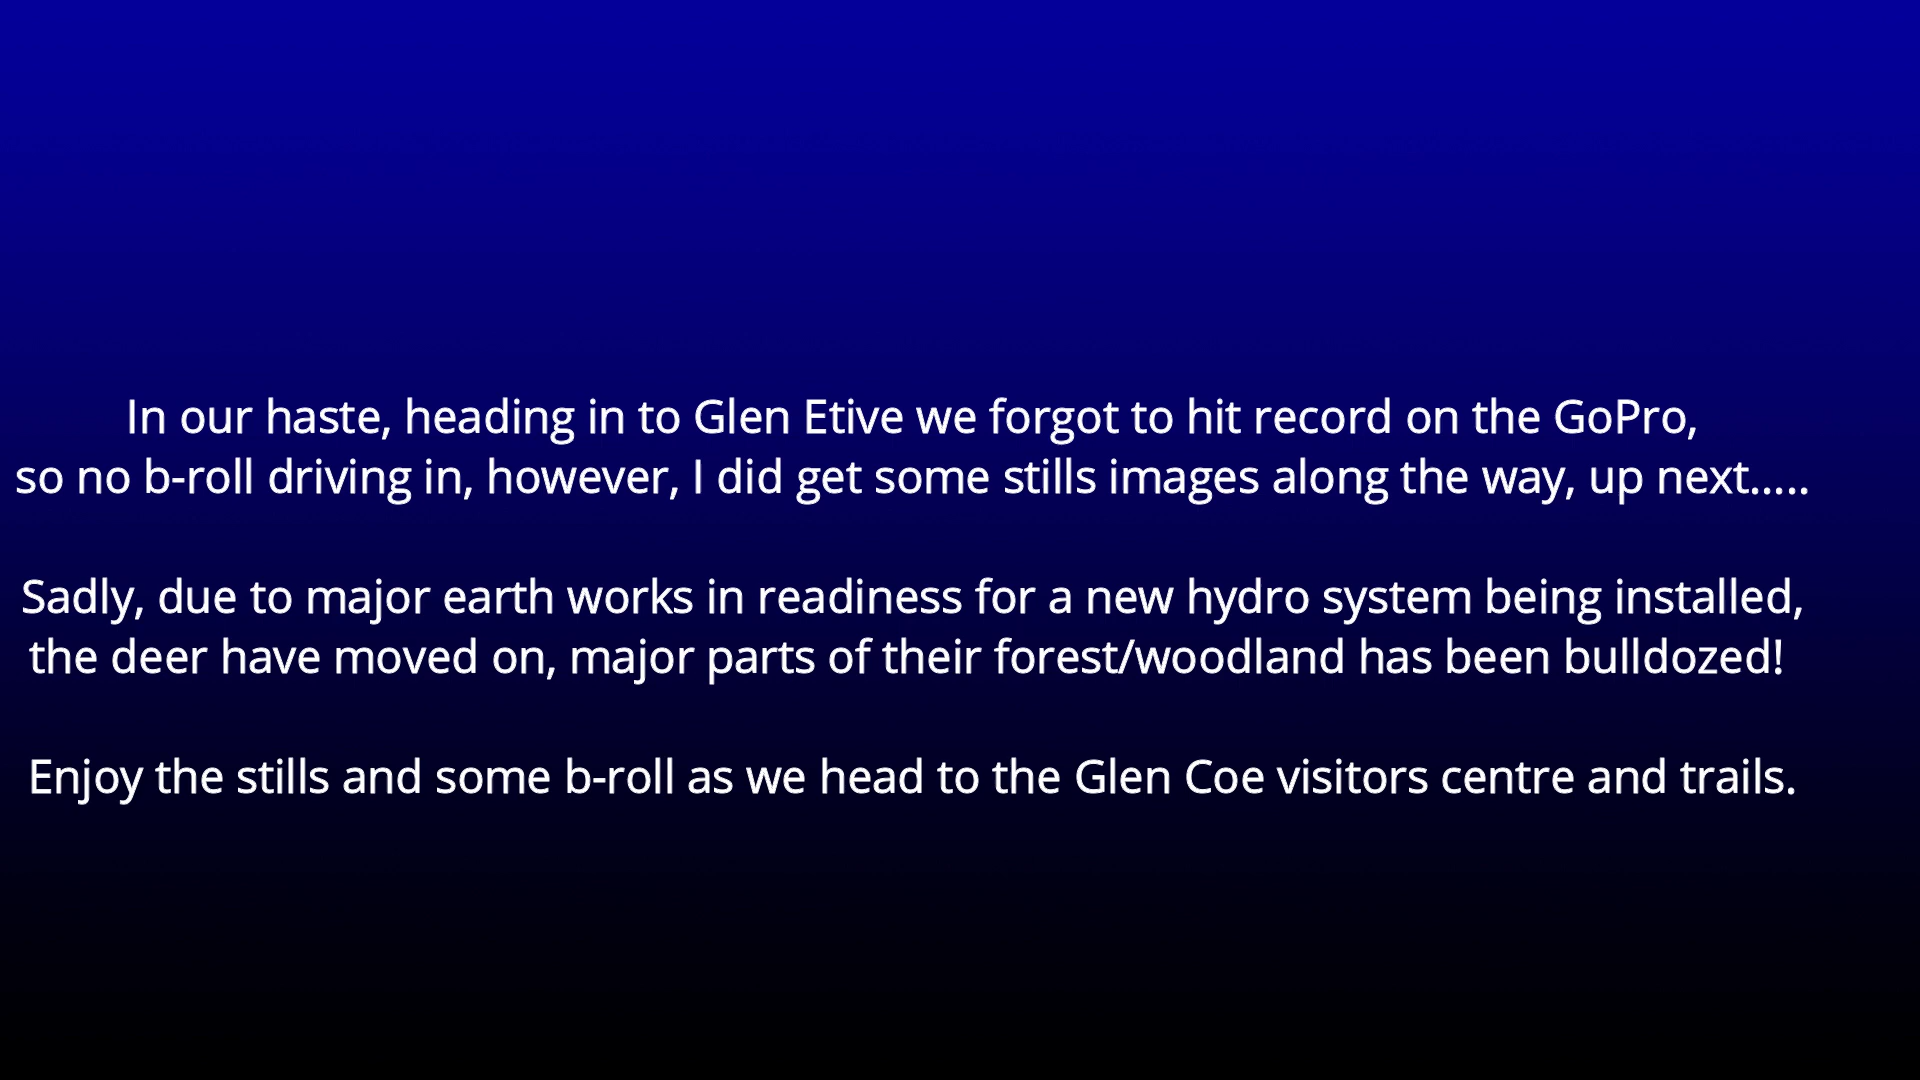 In our haste, heading in to Glen Etive we forgot to hit record on the GoPro,
so no b-roll driving in, however, I did get some stills images along the way, up next.....
Sadly, due to major earth works in readiness for a new hydro system being installed,
the deer have moved on, major parts of their forest/woodland has been bulldozed!
Enjoy the stills and some b-roll as we head to the Glen Coe visitors centre and trails.